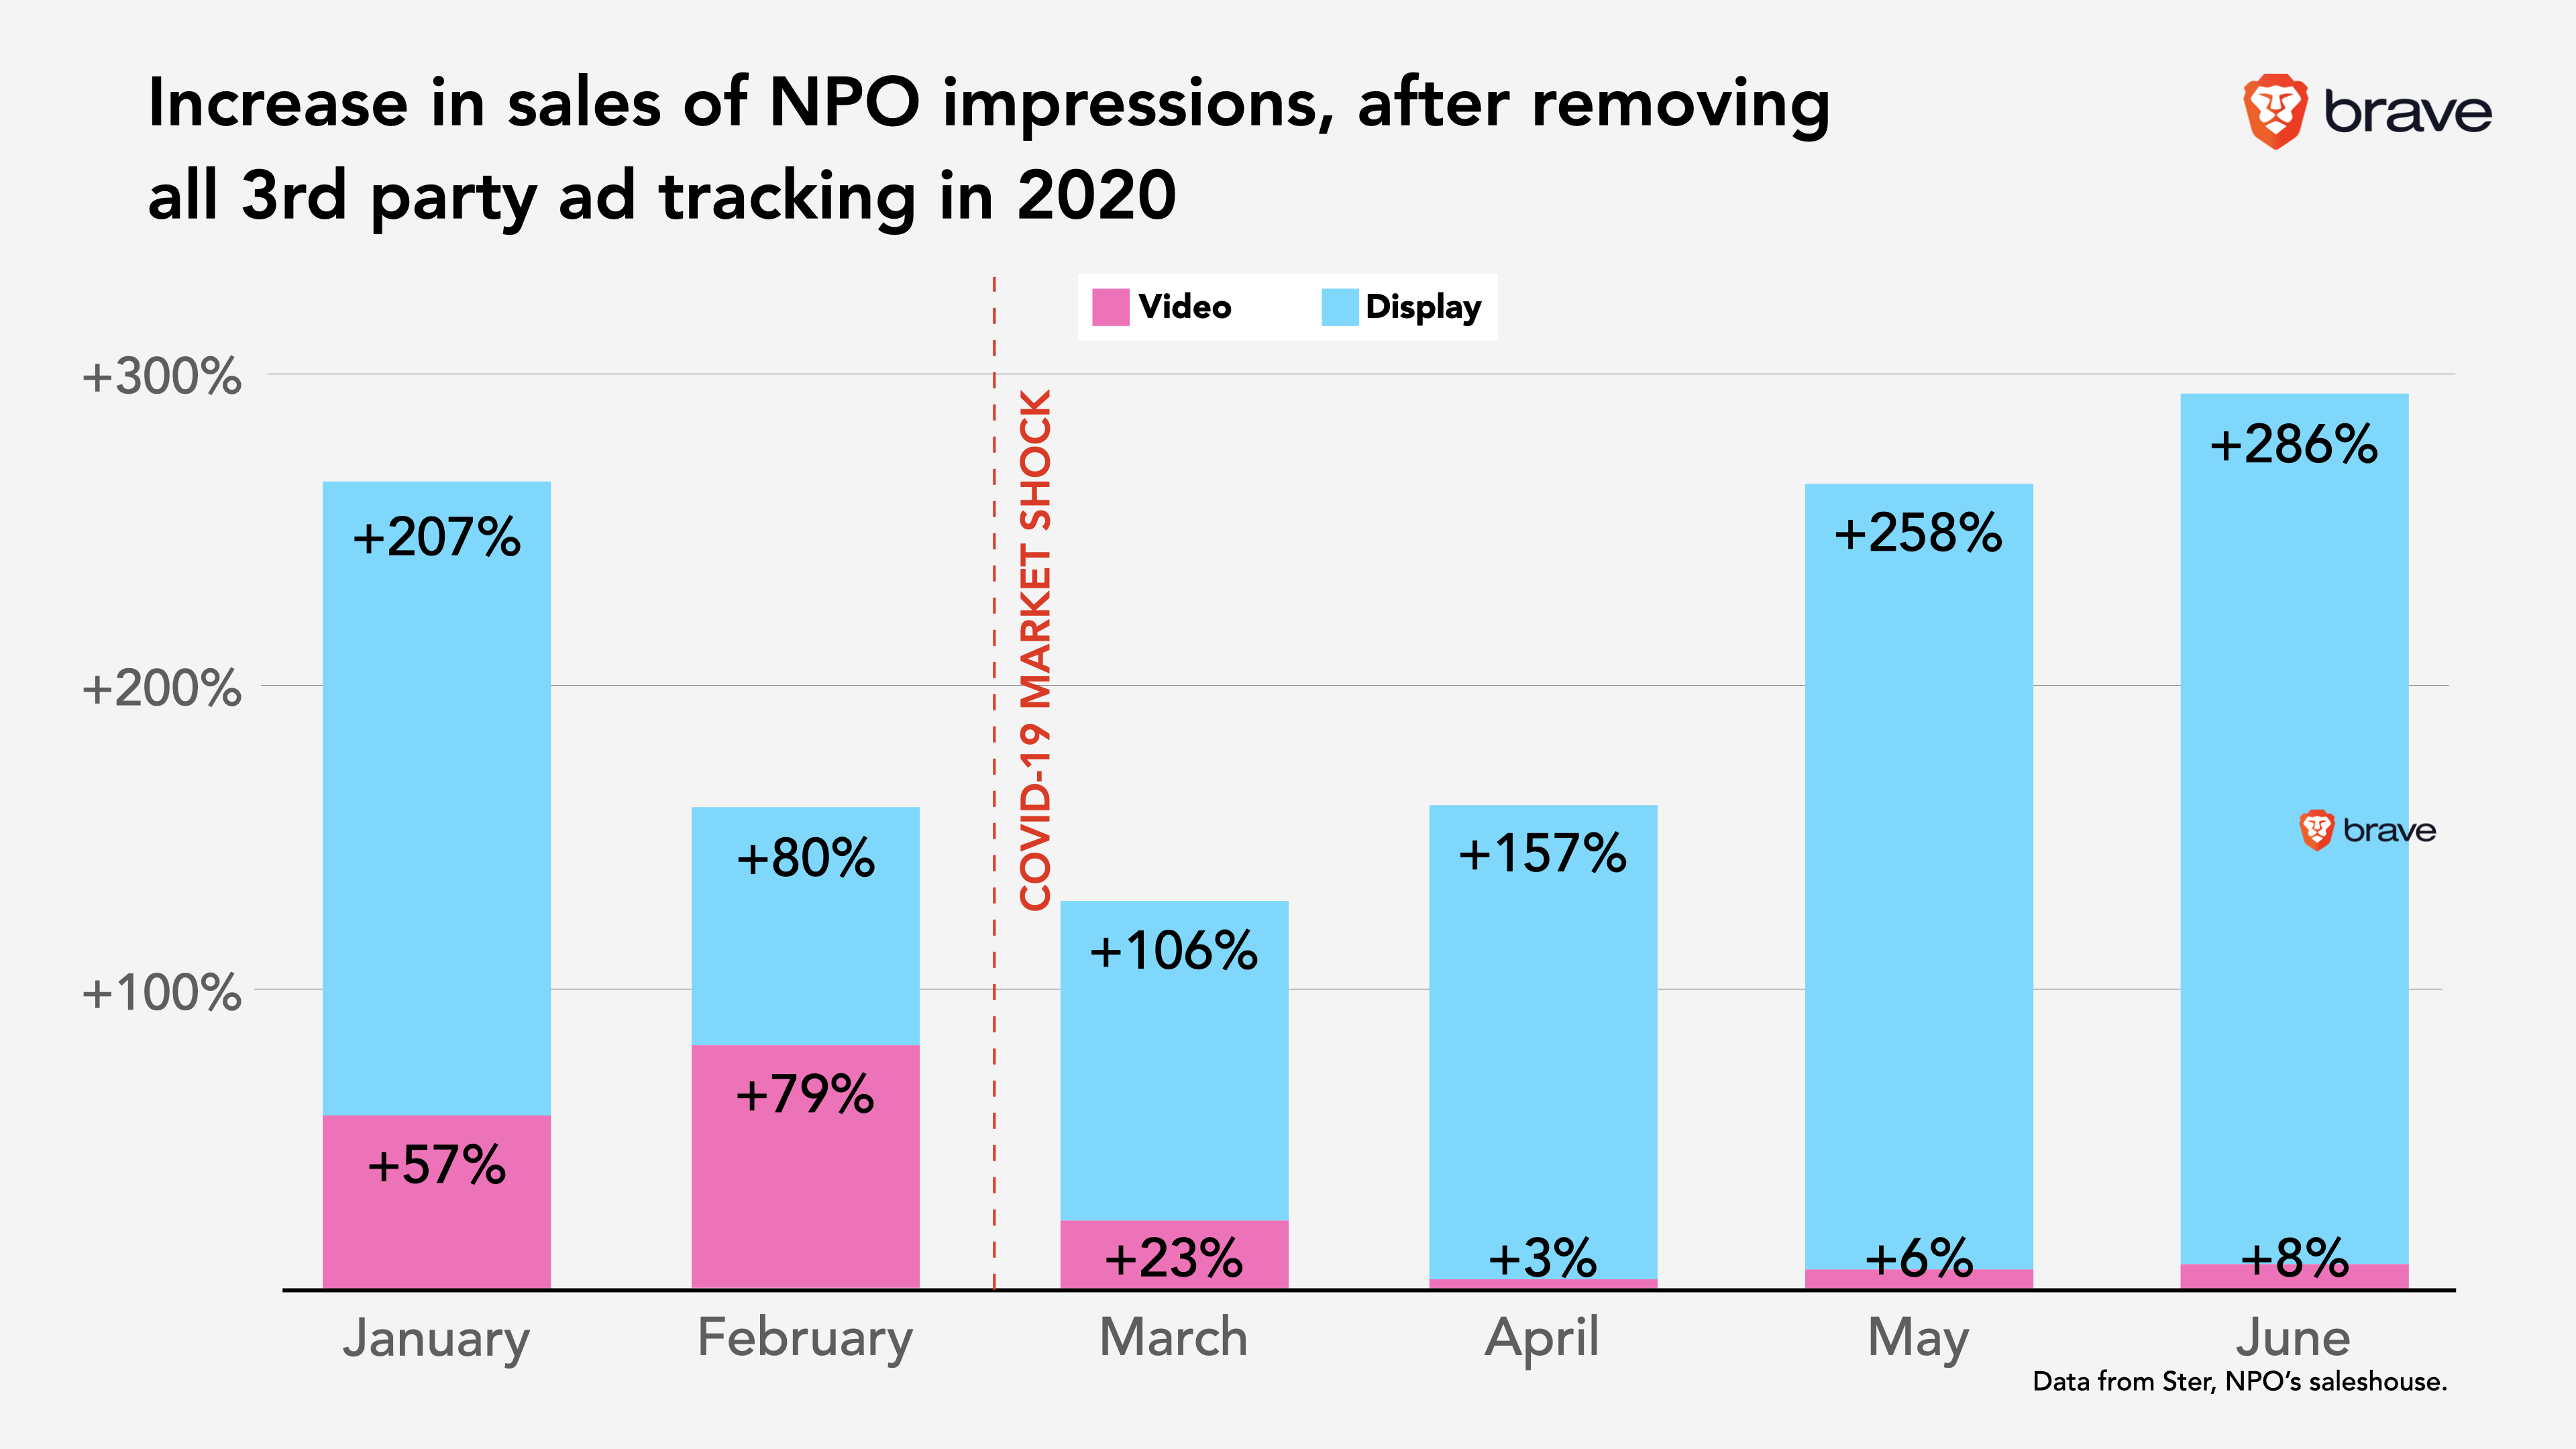 Increase in sales of NPO impressions, after removing
all 3rd party ad tracking in 2020
brave
Video
Display
+300%
+200%
+100%
COVID-19 MARKET SHOCK
+207%
+57%
+80%
+79%
+106%
+23%
+157%
+3%
+258%
+6%
+286%
brave
+8%
January
February
March
April
May
June
Data from Ster, NPO’s saleshouse.